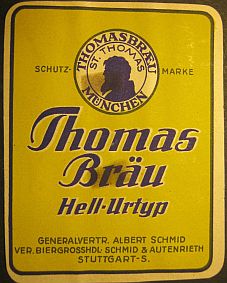 THOMASBRÄU
ST. THOMAS
SCHUTZ- MARKE
MÜNCHEN
Thomas
Bräu
Hell-Urtyp
GENERALVERTR. ALBERT SCHMID
VER. BIERGROSSHDL. SCHMID & AUTENRIETH
STUTTGART-S.